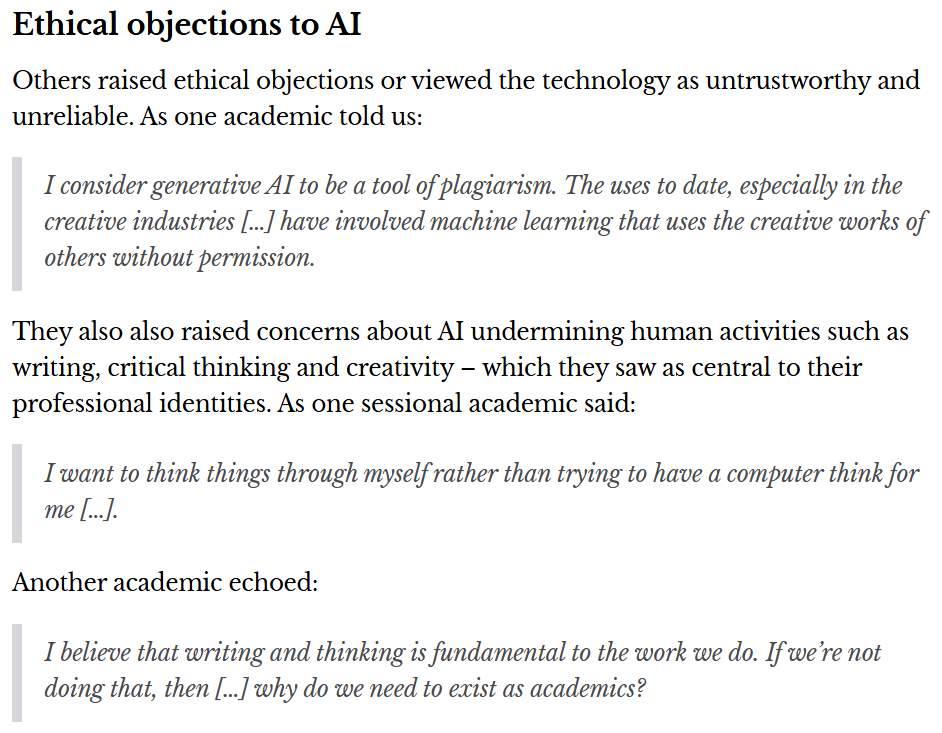 Ethical objections to AI
Others raised ethical objections or viewed the technology as untrustworthy and
unreliable. As one academic told us:
I consider generative AI to be a tool of plagiarism. The uses to date, especially in the
creative industries […] have involved machine learning that uses the creative works of
others without permission.
They also also raised concerns about AI undermining human activities such as
writing, critical thinking and creativity – which they saw as central to their
professional identities. As one sessional academic said:
I want to think things through myself rather than trying to have a computer think for
me […].
Another academic echoed:
I believe that writing and thinking is fundamental to the work we do. If we’re not
doing that, then […] why do we need to exist as academics?